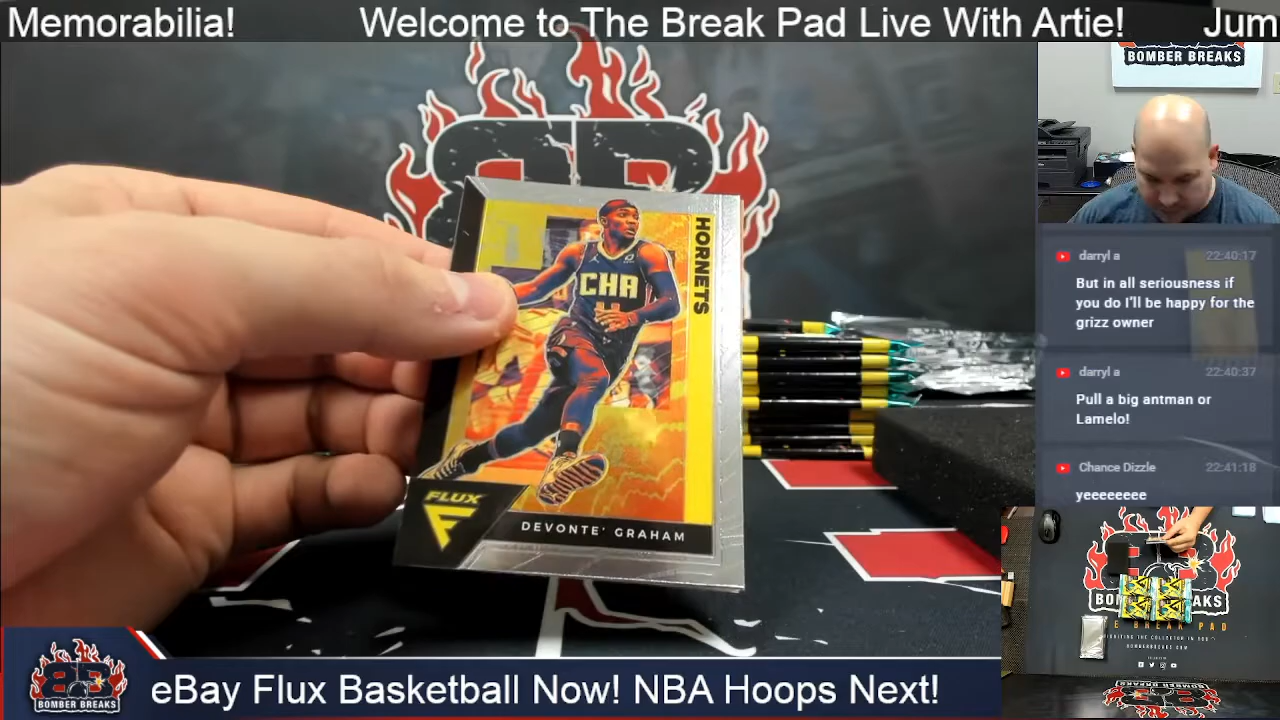 Memorabilia! Welcome to The Break Pad Live With Artie! Jum
BOMBER BREAKS
HORNETS
CHA
FLUX
DEVONTE' GRAHAM
darryl a 22:40:17
But in all seriousness if
you do I'll be happy for the
grizz owner
darryl a 22:40:37
Pull a big antman or
Lamelo!
Chance Dizzle 22:41:18
yeeeeeeee
BREAK PAD
BOMBER BREAKS
eBay Flux Basketball Now! NBA Hoops Next!